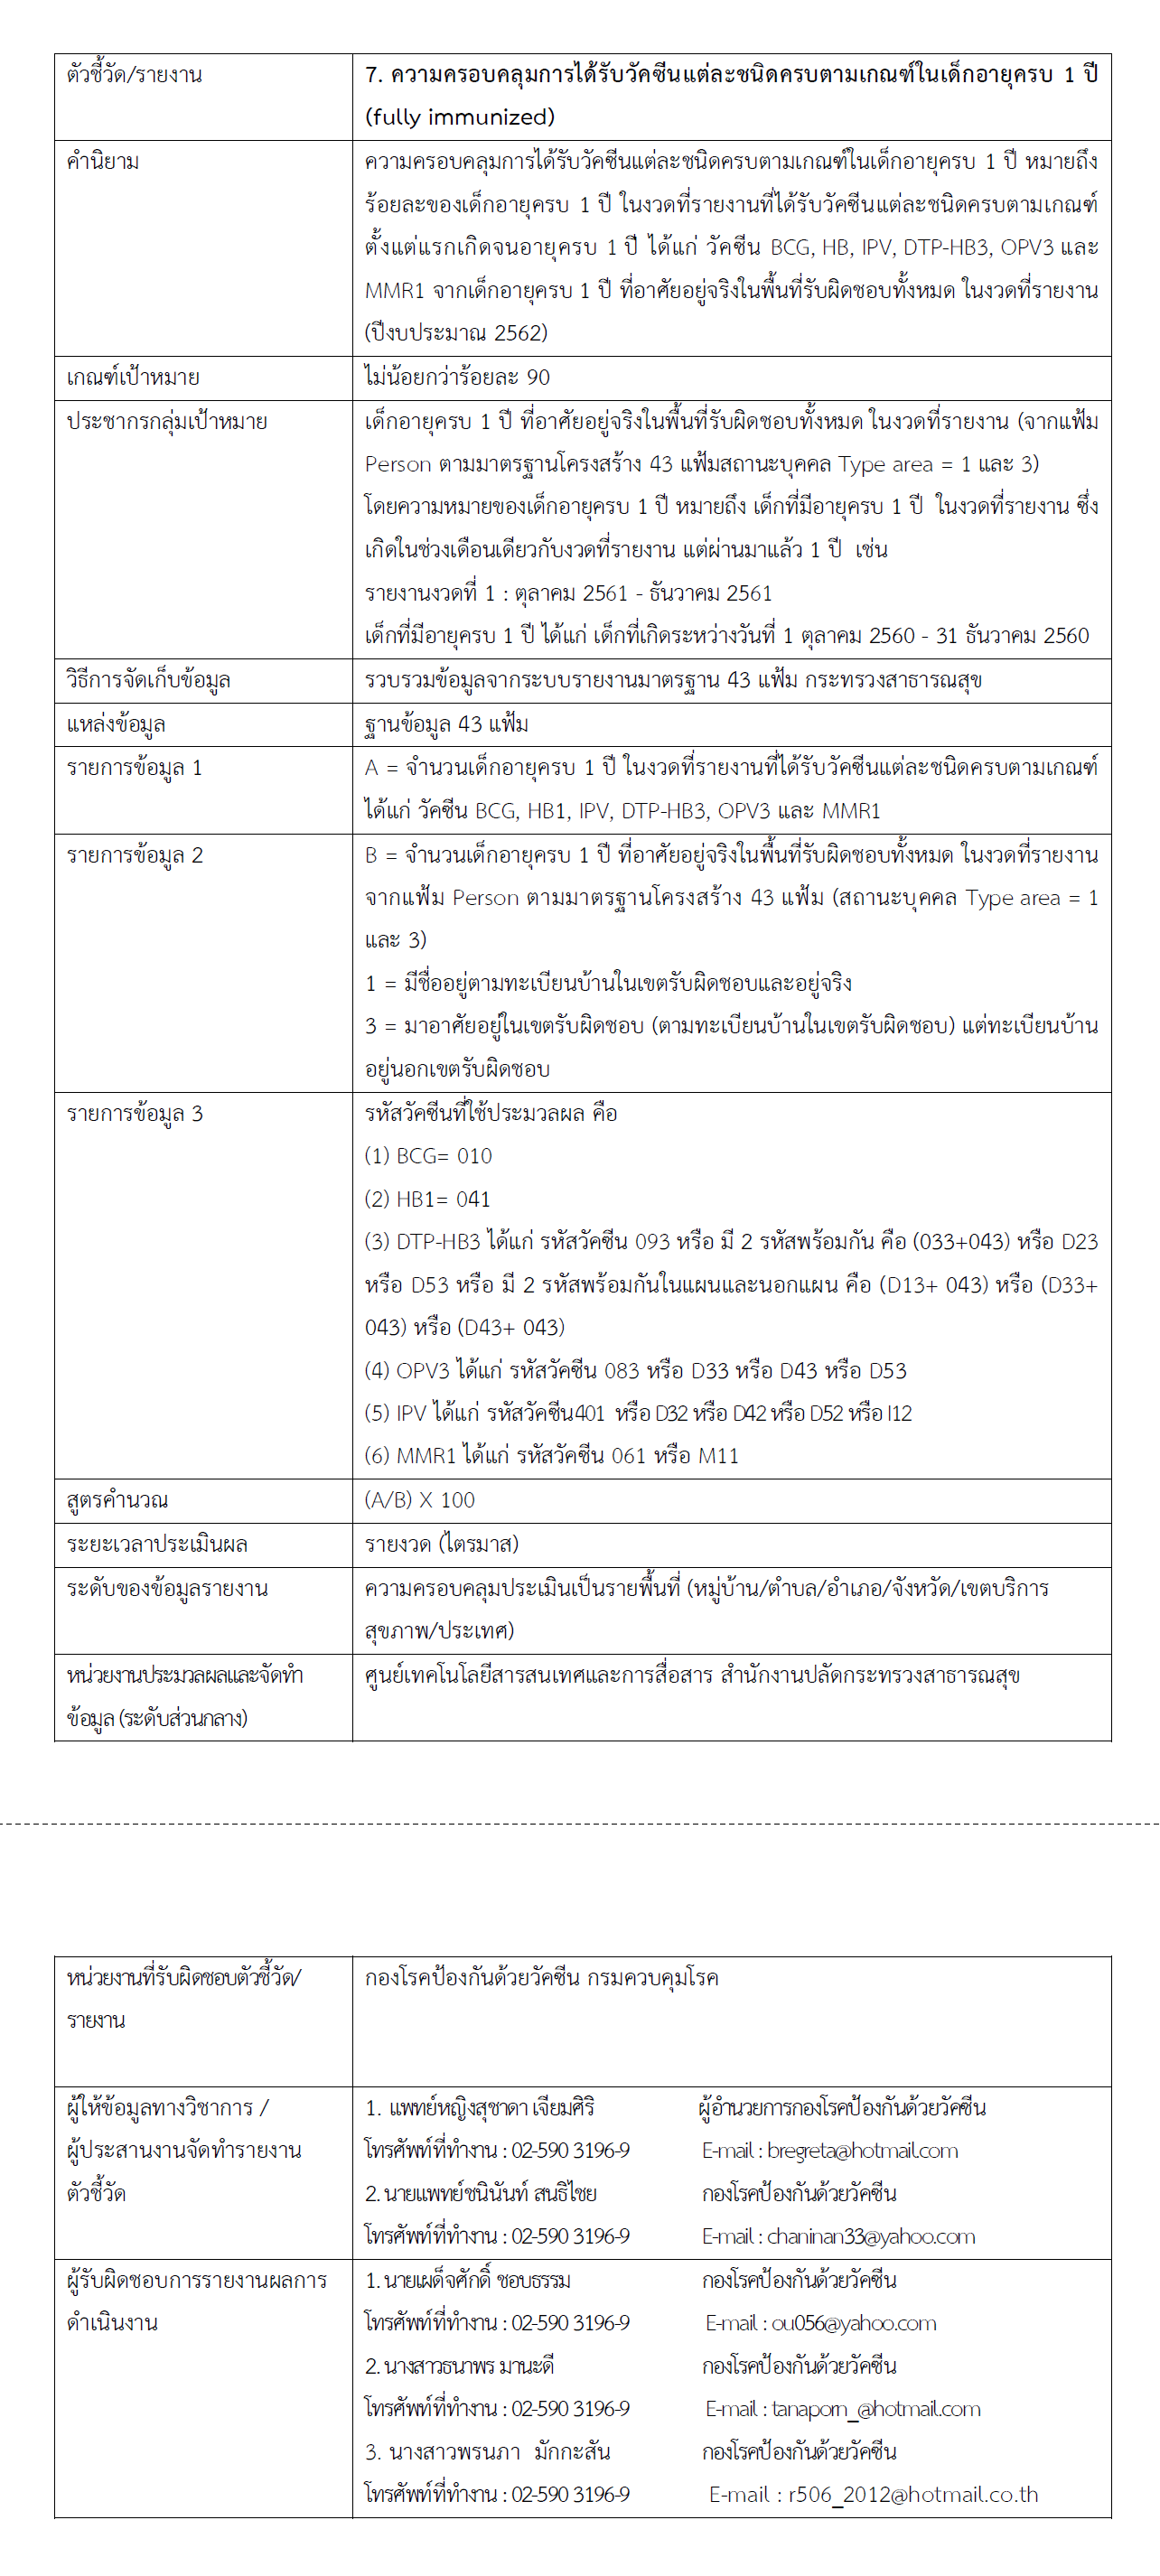 ตัวชี้วัด/รายงาน
7. ความครอบคลุมการได้รับวัคซีนแต่ละชนิดครบตามเกณฑ์ในเด็กอายุครบ 1 ปี
(fully immunized)
คำนิยาม
ความครอบคลุมการได้รับวัคซีนแต่ละชนิดครบตามเกณฑ์ในเด็กอายุครบ 1 ปี หมายถึง
ร้อยละของเด็กอายุครบ 1 ปี ในงวดที่รายงานที่ได้รับวัคซีนแต่ละชนิดครบตามเกณฑ์
ตั้งแต่แรกเกิดจนอายุครบ 1 ปี ได้แก่ วัคซีน BCG, HB, IPV, DTP-HB3, OPV3 และ
MMR1 จากเด็กอายุครบ 1 ปี ที่อาศัยอยู่จริงในพื้นที่รับผิดชอบทั้งหมด ในงวดที่รายงาน
(ปีงบประมาณ 2562)
เกณฑ์เป้าหมาย
ไม่น้อยกว่าร้อยละ 90
ประชากรกลุ่มเป้าหมาย
เด็กอายุครบ 1 ปี ที่อาศัยอยู่จริงในพื้นที่รับผิดชอบทั้งหมด ในงวดที่รายงาน (จากแฟ้ม
Person ตามมาตรฐานโครงสร้าง 43 แฟ้มสถานะบุคคล Type area = 1 และ 3)
โดยความหมายของเด็กอายุครบ 1 ปี หมายถึง เด็กที่มีอายุครบ 1 ปี ในงวดที่รายงาน ซึ่ง
เกิดในช่วงเดือนเดียวกับงวดที่รายงาน แต่ผ่านมาแล้ว 1 ปี เช่น
รายงานงวดที่ 1 : ตุลาคม 2561 - ธันวาคม 2561
เด็กที่มีอายุครบ 1 ปี ได้แก่ เด็กที่เกิดระหว่างวันที่ 1 ตุลาคม 2560 - 31 ธันวาคม 2560
วิธีการจัดเก็บข้อมูล
รวบรวมข้อมูลจากระบบรายงานมาตรฐาน 43 แฟ้ม กระทรวงสาธารณสุข
แหล่งข้อมูล
ฐานข้อมูล 43 แฟ้ม
รายการข้อมูล 1
A = จำนวนเด็กอายุครบ 1 ปี ในงวดที่รายงานที่ได้รับวัคซีนแต่ละชนิดครบตามเกณฑ์
ได้แก่ วัคซีน BCG, HB1, IPV, DTP-HB3, OPV3 และ MMR1
รายการข้อมูล 2
B = จำนวนเด็กอายุครบ 1 ปี ที่อาศัยอยู่จริงในพื้นที่รับผิดชอบทั้งหมด ในงวดที่รายงาน
จากแฟ้ม Person ตามมาตรฐานโครงสร้าง 43 แฟ้ม (สถานะบุคคล Type area = 1
และ 3)
1 = มีชื่ออยู่ตามทะเบียนบ้านในเขตรับผิดชอบและอยู่จริง
3 = มาอาศัยอยู่ในเขตรับผิดชอบ (ตามทะเบียนบ้านในเขตรับผิดชอบ) แต่ทะเบียนบ้าน
อยู่นอกเขตรับผิดชอบ
รายการข้อมูล 3
รหัสวัคซีนที่ใช้ประมวลผล คือ
(1) BCG= 010
(2) HB1= 041
(3) DTP-HB3 ได้แก่ รหัสวัคซีน 093 หรือ มี 2 รหัสพร้อมกัน คือ (033+043) หรือ D23
หรือ D53 หรือ มี 2 รหัสพร้อมกันในแผนและนอกแผน คือ (D13+ 043) หรือ (D33+
043) หรือ (D43+ 043)
(4) OPV3 ได้แก่ รหัสวัคซีน 083 หรือ D33 หรือ D43 หรือ D53
(5) IPV ได้แก่ รหัสวัคซีน401 หรือ D32 หรือ D42 หรือ D52 หรือ I12
(6) MMR1 ได้แก่ รหัสวัคซีน 061 หรือ M11
สูตรคำนวณ
(A/B) X 100
ระยะเวลาประเมินผล
รายงวด (ไตรมาส)
ระดับของข้อมูลรายงาน
ความครอบคลุมประเมินเป็นรายพื้นที่ (หมู่บ้าน/ตำบล/อำเภอ/จังหวัด/เขตบริการ
สุขภาพ/ประเทศ)
หน่วยงานประมวลผลและจัดทำ
ข้อมูล (ระดับส่วนกลาง)
ศูนย์เทคโนโลยีสารสนเทศและการสื่อสาร สำนักงานปลัดกระทรวงสาธารณสุข
หน่วยงานที่รับผิดชอบตัวชี้วัด/
รายงาน
กองโรคป้องกันด้วยวัคซีน กรมควบคุมโรค
ผู้ให้ข้อมูลทางวิชาการ /
ผู้ประสานงานจัดทำรายงาน
ตัวชี้วัด
1. แพทย์หญิงสุชาดา เจียมศิริ ผู้อำนวยการกองโรคป้องกันด้วยวัคซีน
โทรศัพท์ที่ทำงาน : 02-590 3196-9 E-mail : bregreta@hotmail.com
2. นายแพทย์ชนินันท์ สนธิไชย กองโรคป้องกันด้วยวัคซีน
โทรศัพท์ที่ทำงาน : 02-590 3196-9 E-mail : chaninan33@yahoo.com
ผู้รับผิดชอบการรายงานผลการ
ดำเนินงาน
1. นายเผด็จศักดิ์ ชอบธรรม กองโรคป้องกันด้วยวัคซีน
โทรศัพท์ที่ทำงาน : 02-590 3196-9 E-mail : ou056@yahoo.com
2. นางสาวธนาพร มานะดี กองโรคป้องกันด้วยวัคซีน
โทรศัพท์ที่ทำงาน : 02-590 3196-9 E-mail : tanaporn_@hotmail.com
3. นางสาวพรนภา มักกะสัน กองโรคป้องกันด้วยวัคซีน
โทรศัพท์ที่ทำงาน : 02-590 3196-9 E-mail : r506_2012@hotmail.co.th